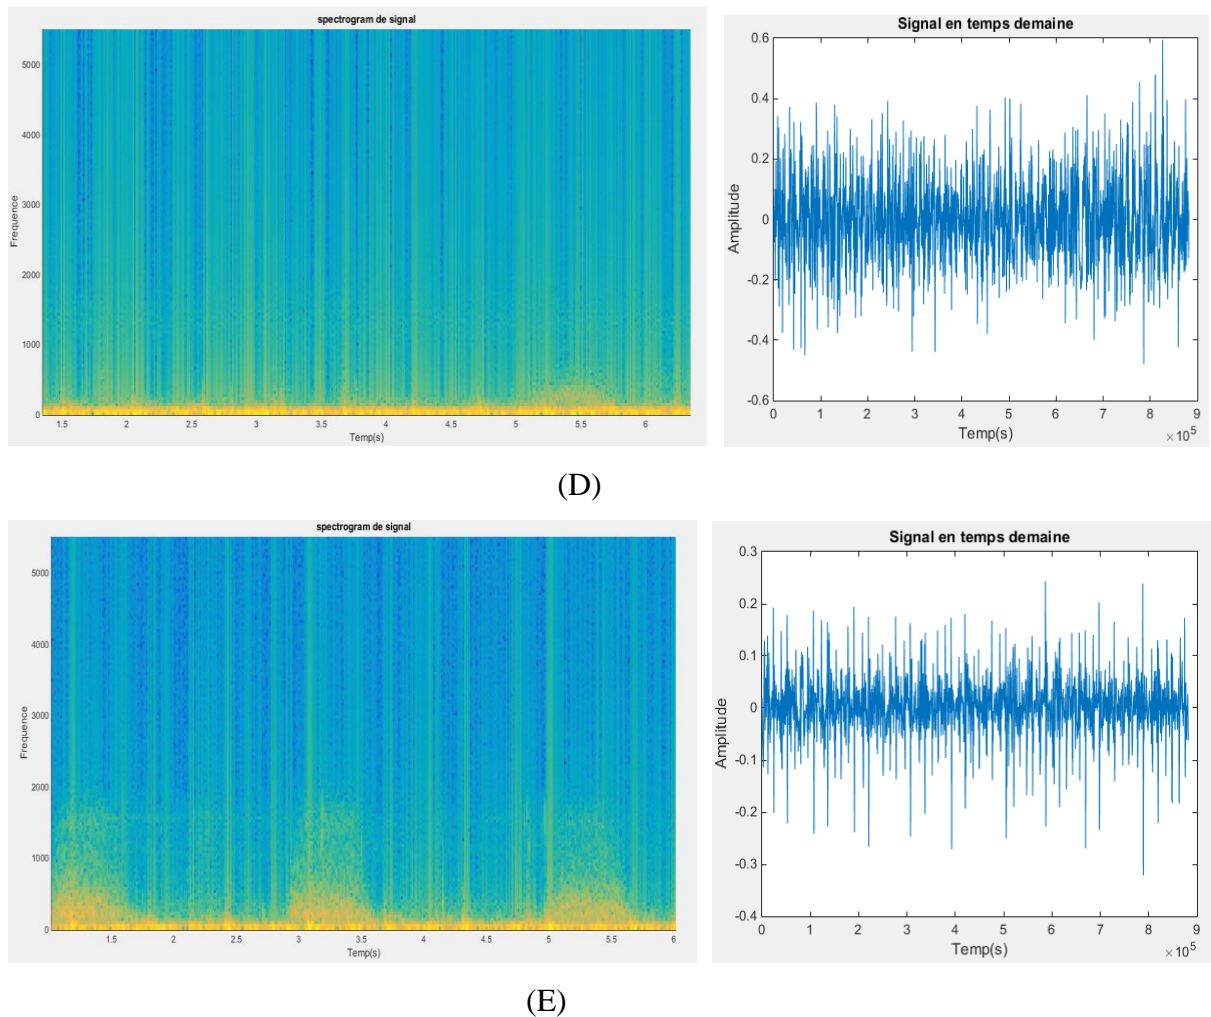 spectrogram de signal
5000
4000
3000
2000
1000
0
Frequence
1.5 2 2.5 3 3.5 4 4.5 5 5.5 6
Temp(s)
Signal en temps demaine
0.6
0.4
0.2
0
-0.2
-0.4
-0.6
Amplitude
0 1 2 3 4 5 6 7 8 9
Temp(s)
×10^5
(D)
spectrogram de signal
5000
4000
3000
2000
1000
0
Frequence
1.5 2 2.5 3 3.5 4 4.5 5 5.5 6
Temp(s)
Signal en temps demaine
0.3
0.2
0.1
0
-0.1
-0.2
-0.3
-0.4
Amplitude
0 1 2 3 4 5 6 7 8 9
Temp(s)
×10^5
(E)